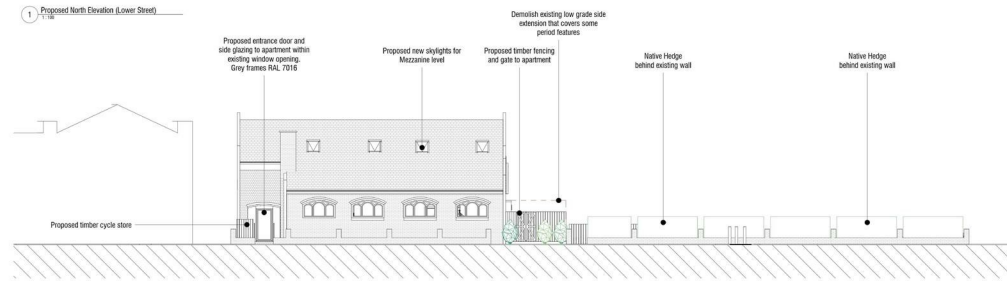 1
Proposed North Elevation (Lower Street)
1 : 100
Demolish existing low grade side
extension that covers some
period features
Proposed entrance door and
side glazing to apartment within
existing window opening.
Grey frames RAL 7016
Proposed new skylights for
Mezzanine level
Proposed timber fencing
and gate to apartment
Native Hedge
behind existing wall
Native Hedge
behind existing wall
Proposed timber cycle store